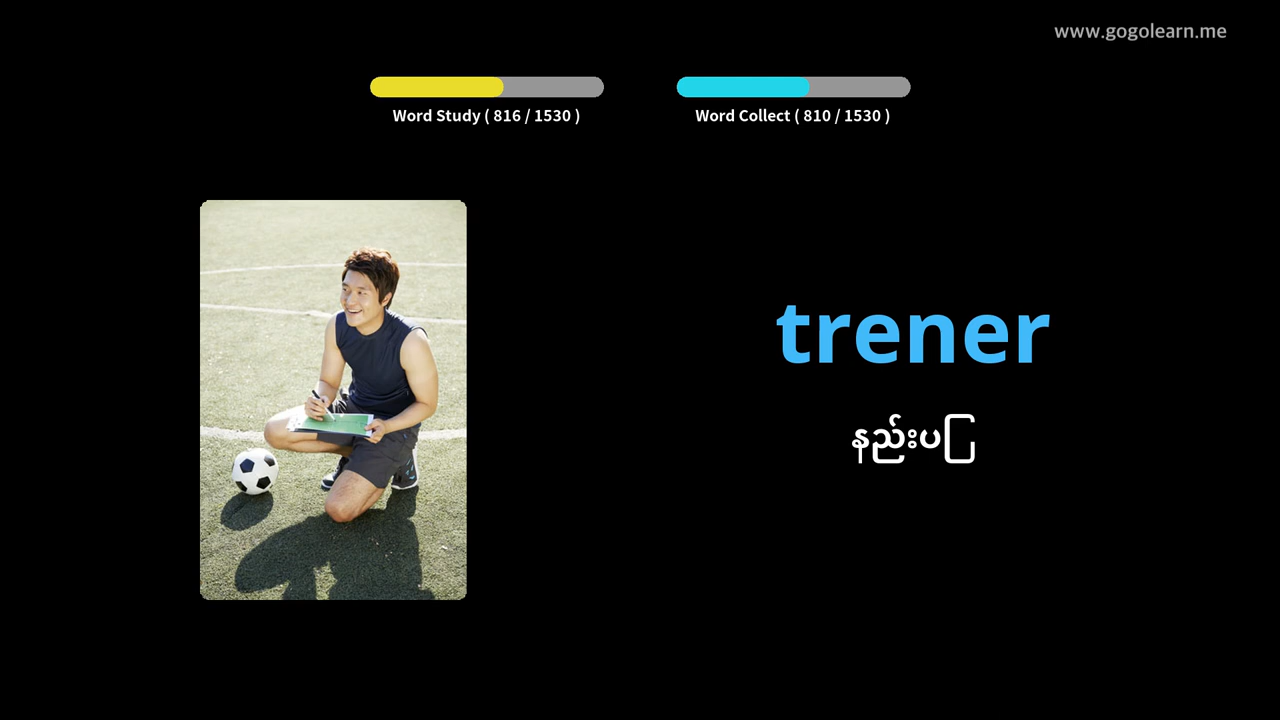 www.gogolearn.me
Word Study ( 816 / 1530 )
Word Collect ( 810 / 1530 )
trener
နည်းပြ